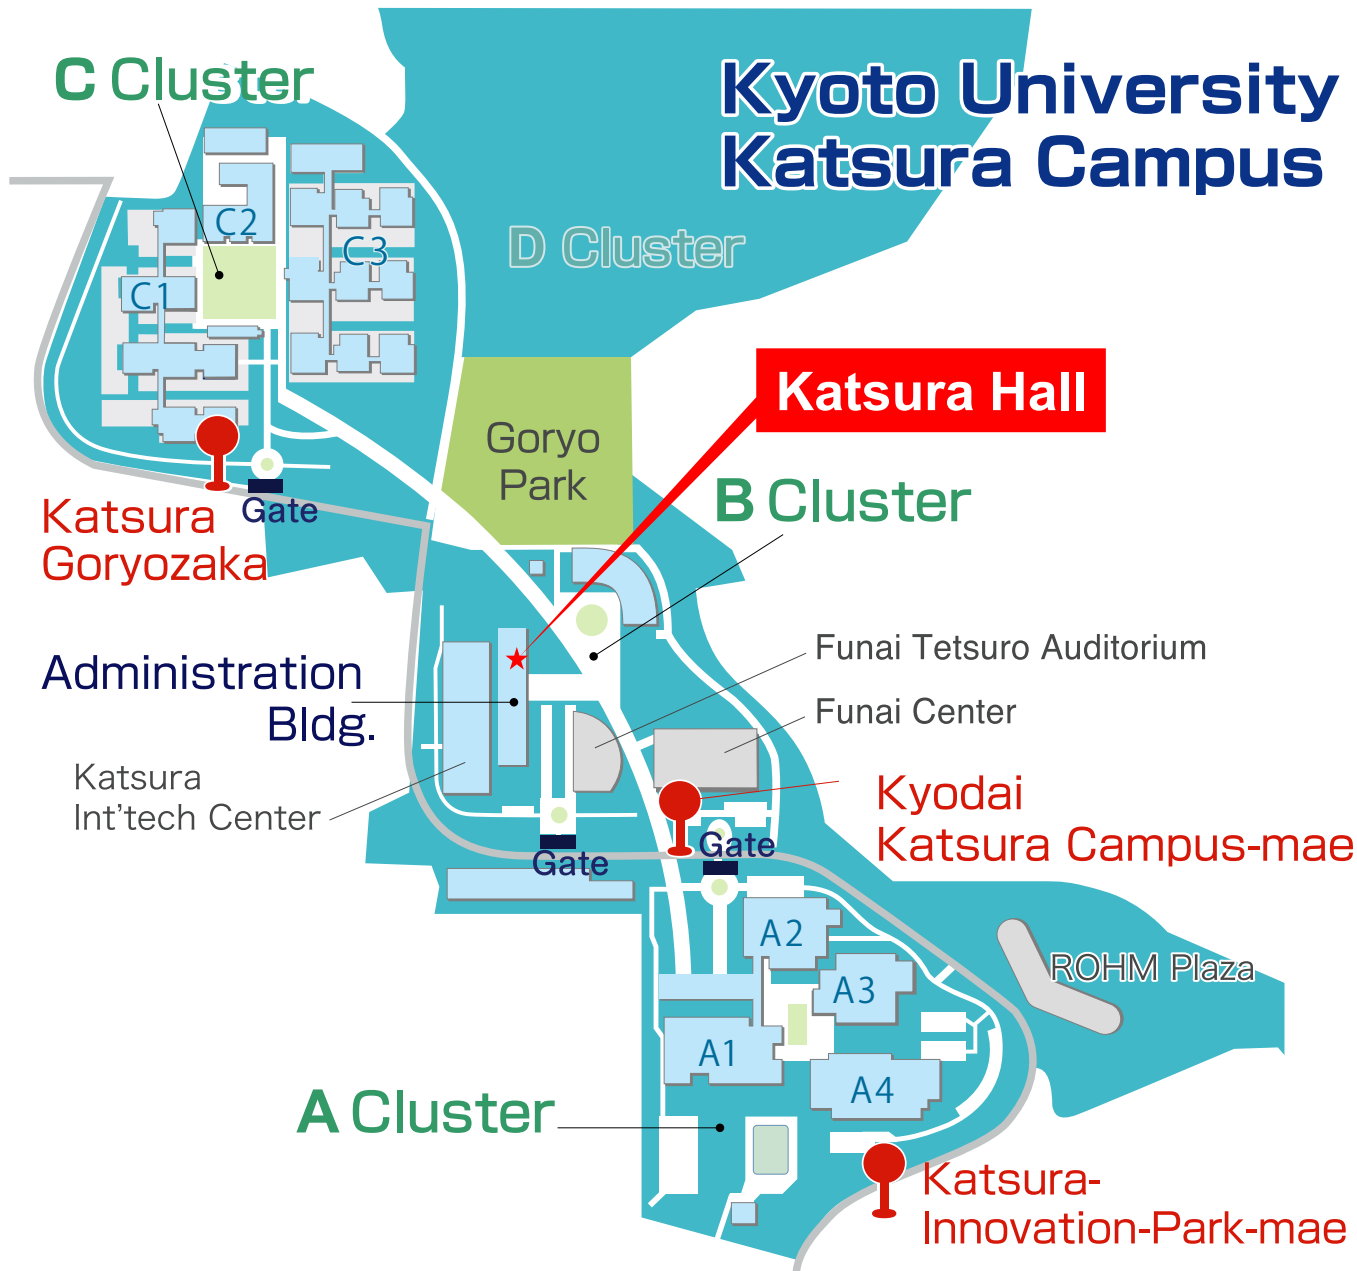 Kyoto University
Katsura Campus
C Cluster
C2
C3
C1
D Cluster
Katsura Hall
Goryo
Park
B Cluster
Katsura
Goryozaka
Gate
Administration
Bldg.
Funai Tetsuro Auditorium
Funai Center
Katsura
Int'tech Center
Kyodai
Katsura Campus-mae
Gate
Gate
A2
A3
ROHM Plaza
A1
A4
A Cluster
Katsura-
Innovation-Park-mae